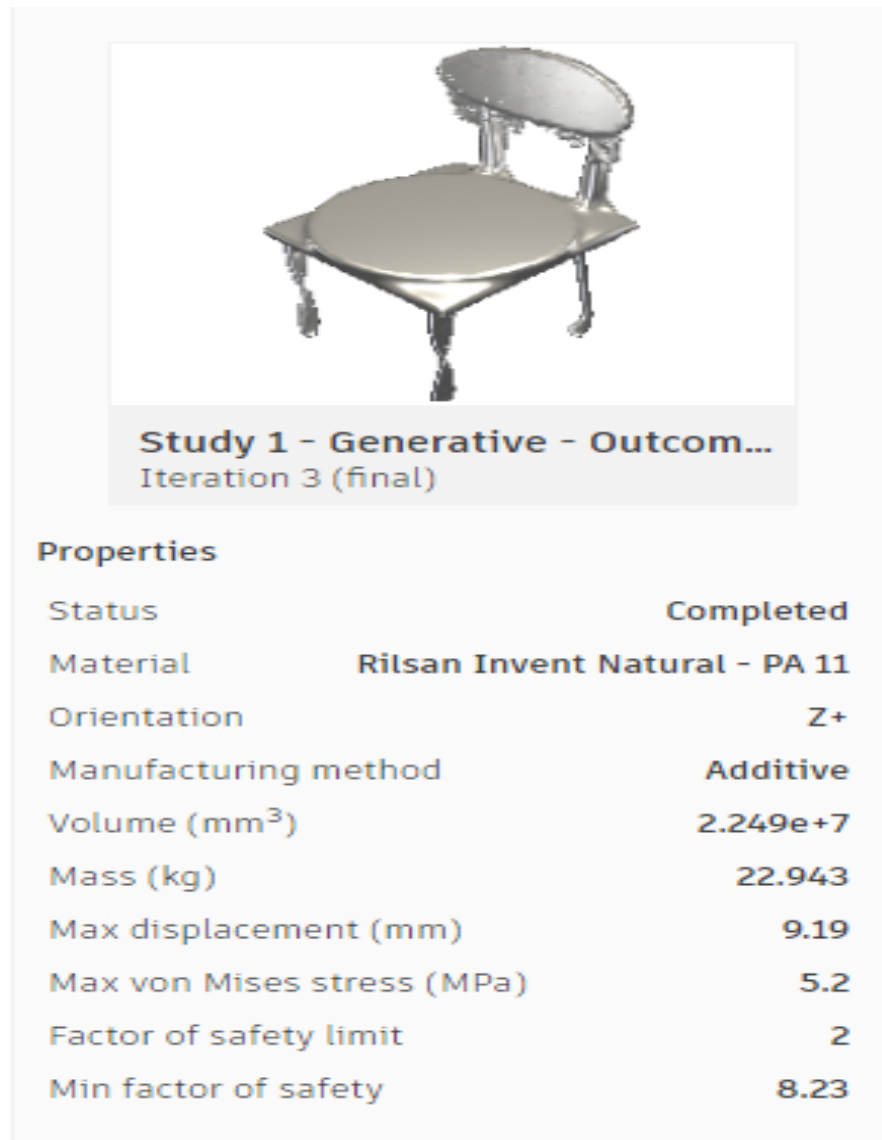 Study 1 - Generative - Outcom...
Iteration 3 (final)
Properties
Status Completed
Material Rilsan Invent Natural - PA 11
Orientation Z+
Manufacturing method Additive
Volume (mm³) 2.249e+7
Mass (kg) 22.943
Max displacement (mm) 9.19
Max von Mises stress (MPa) 5.2
Factor of safety limit 2
Min factor of safety 8.23